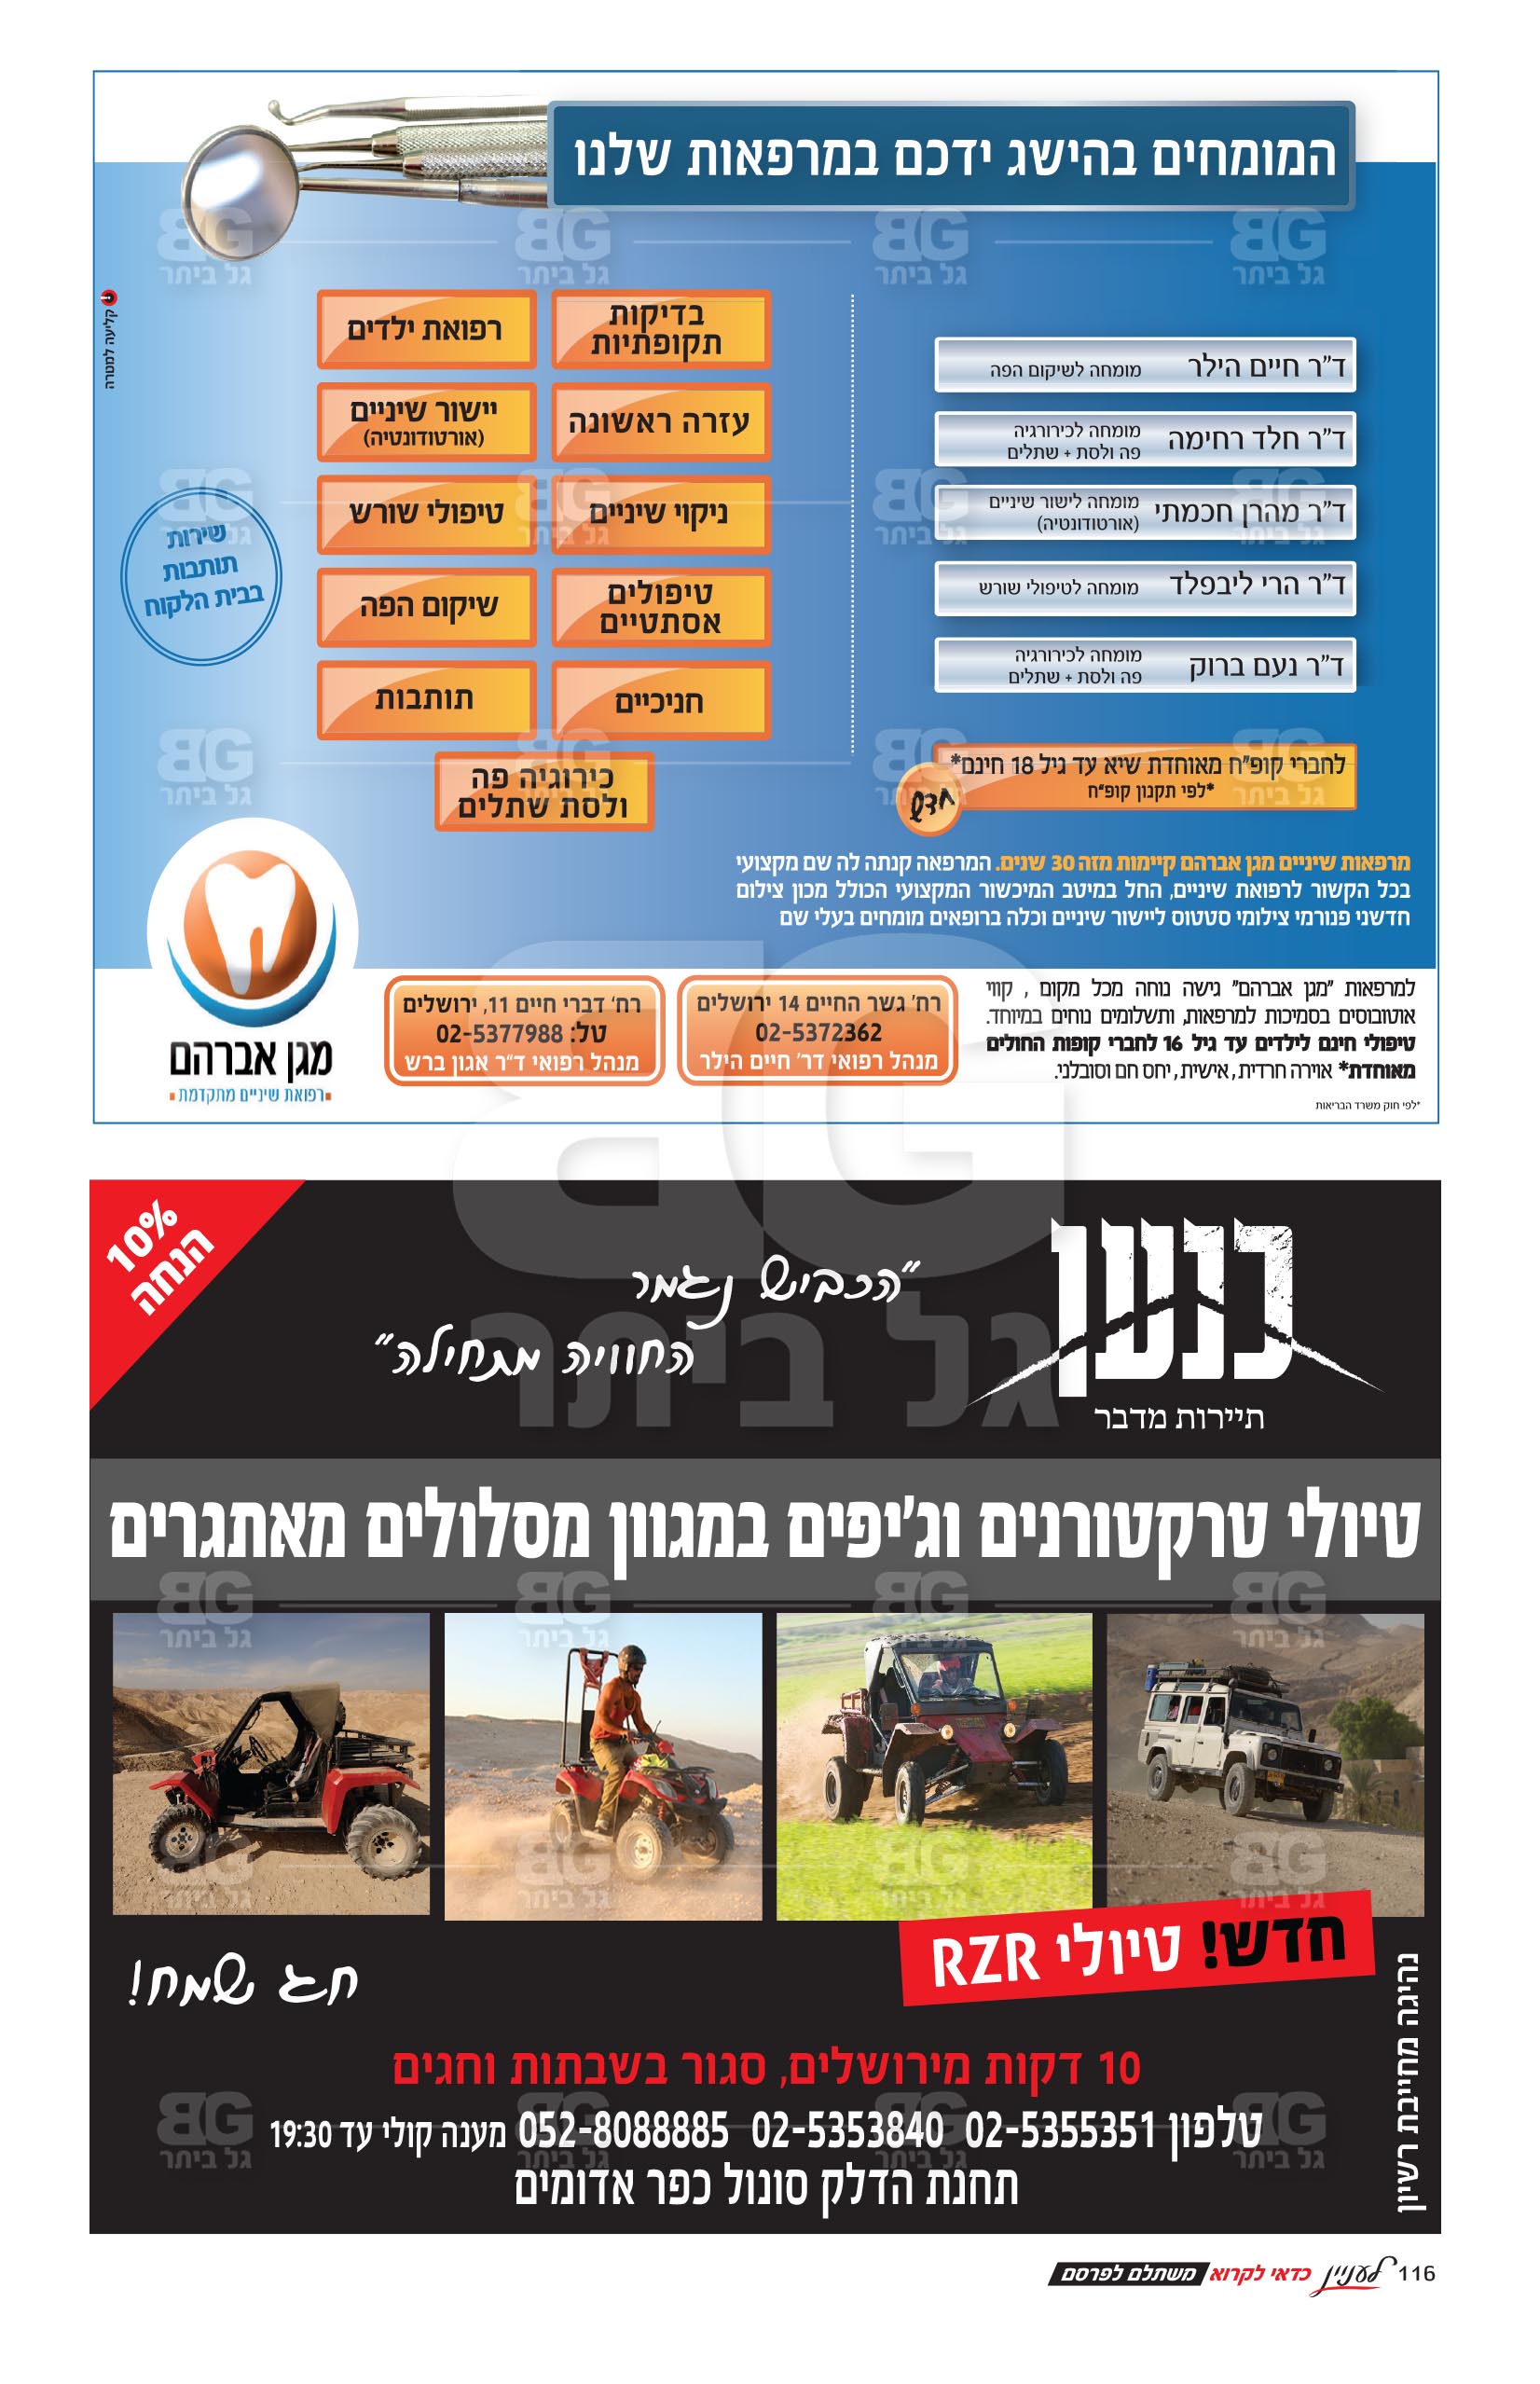 המומחים בהישג ידכם במרפאות שלנו
ד"ר חיים הילר מומחה לשיקום הפה
ד"ר חלד רחימה מומחה לכירורגיה
פה ולסת + שתלים
ד"ר מהרן חכמתי מומחה לישור שיניים
(אורטודונטיה)
ד"ר הרי ליבפלד מומחה לטיפולי שורש
ד"ר נעם ברוק מומחה לכירורגיה
פה ולסת + שתלים
לחברי קופ"ח מאוחדת שיא עד גיל 18 חינם*
*לפי תקנון קופ"ח
חדש
בדיקות
תקופתיות
רפואת ילדים
עזרה ראשונה
יישור שיניים
(אורטודונטיה)
ניקוי שיניים
טיפולי שורש
טיפולים
אסתטיים
שיקום הפה
חניכיים
תותבות
כירוגיה פה
ולסת שתלים
שירות
תותבות
בבית הלקוח
קליעה למטרה
מרפאות שיניים מגן אברהם קיימות מזה 30 שנים. המרפאה קנתה לה שם מקצועי
בכל הקשור לרפואת שיניים, החל במיטב המיכשור המקצועי הכולל מכון צילום
חדשני פנורמי צילומי סטטוס ליישור שיניים וכלה ברופאים מומחים בעלי שם
למרפאות "מגן אברהם" גישה נוחה מכל מקום , קווי
אוטובוסים בסמיכות למרפאות, ותשלומים נוחים במיוחד.
טיפולי חינם לילדים עד גיל 16 לחברי קופות החולים
מאוחדת* אוירה חרדית, אישית, יחס חם וסובלני.
*לפי חוק משרד הבריאות
רח' גשר החיים 14 ירושלים
02-5372362
מנהל רפואי דר' חיים הילר
רח' דברי חיים 11, ירושלים
טל: 02-5377988
מנהל רפואי ד"ר אגון ברש
מגן אברהם
רפואת שיניים מתקדמת
10%
הנחה
כנען
תיירות מדבר
"הכביש נגמר
החוויה מתחילה"
BG
גל ביתר
טיולי טרקטורנים וג'יפים במגוון מסלולים מאתגרים
חדש! טיולי RZR
חג שמח!
נהיגה מחייבת רשיון
10 דקות מירושלים, סגור בשבתות וחגים
טלפון 02-5355351 02-5353840 052-8088885 מענה קולי עד 19:30
תחנת הדלק סונול כפר אדומים
116 לעניין כדאי לקרוא משתלם לפרסם